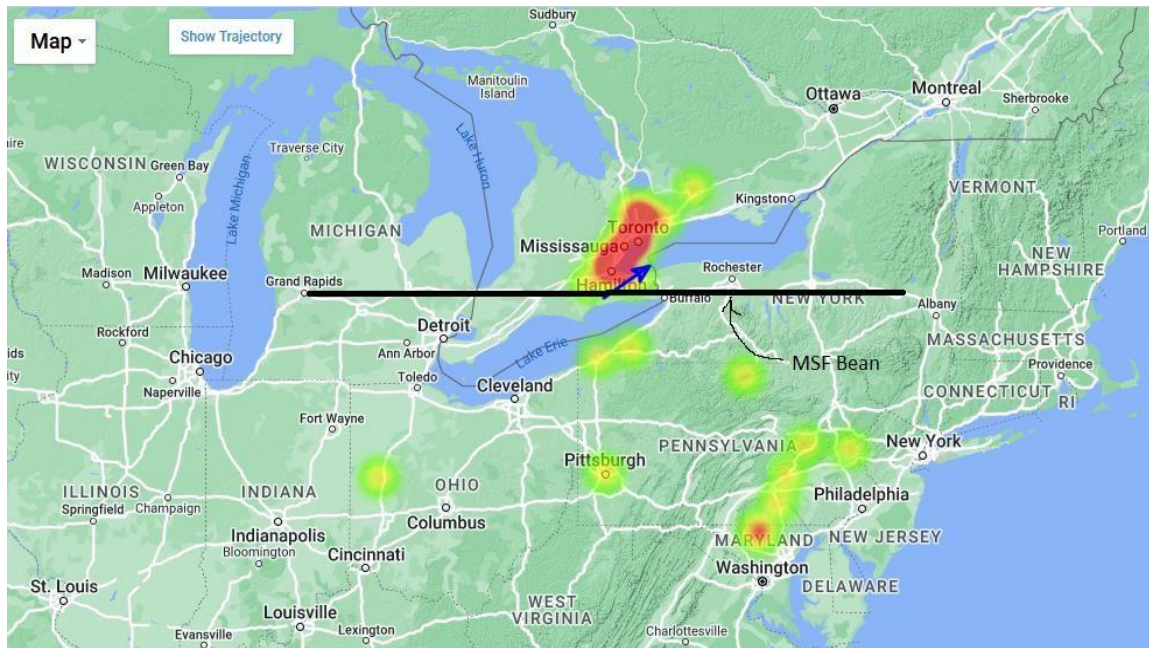 Map
Show Trajectory
Sudbury
Manitoulin
Island
Ottawa
Montreal
Sherbrooke
Lake Huron
Traverse City
WISCONSIN
Green Bay
Appleton
Lake Michigan
VERMONT
Kingston
MICHIGAN
Toronto
Mississauga
Portland
NEW
HAMPSHIRE
Madison
Milwaukee
Grand Rapids
Hamilton
Rochester
Buffalo
NEW YORK
Albany
Rockford
Detroit
MASSACHUSETTS
Ann Arbor
Lake Erie
MSF Bean
Providence
Chicago
Naperville
Toledo
Cleveland
CONNECTICUT
RI
Fort Wayne
PENNSYLVANIA
New York
Pittsburgh
ILLINOIS
Springfield
Champaign
INDIANA
OHIO
Columbus
Philadelphia
Indianapolis
Bloomington
MARYLAND
NEW JERSEY
Cincinnati
Washington
DELAWARE
St. Louis
WEST
VIRGINIA
Louisville
Evansville
Lexington
Charlottesville